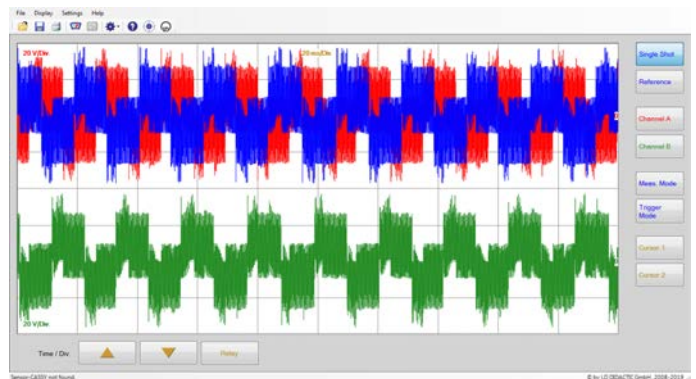 File Display Settings Help
20 V/Div
20 ms/Div
Single Shot
Reference
Channel A
Channel B
Meas. Mode
Trigger
Mode
Cursor 1
Cursor 2
20 V/Div
Time / Div.
Relay
Sensor-CASSY not found.
© by LD DIDACTIC GmbH, 2008-2018